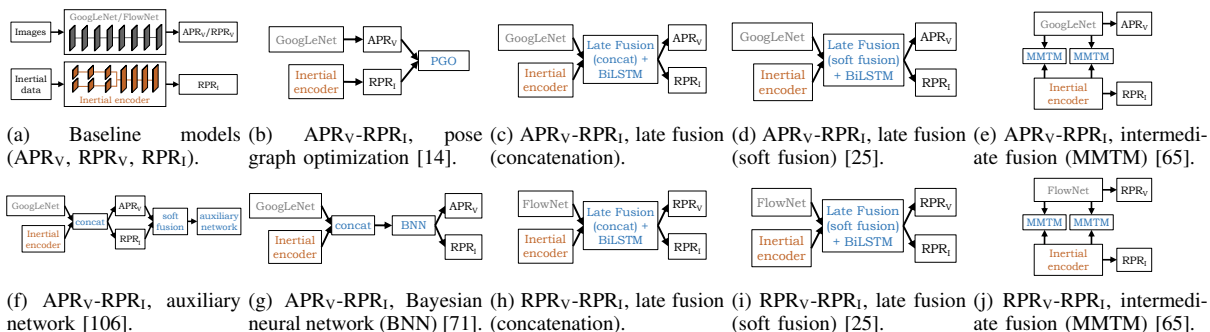 GoogLeNet/FlowNet
Images
APR_V/RPR_V
Inertial
data
RPR_I
Inertial encoder
(a) Baseline models
(APR_V, RPR_V, RPR_I).
GoogLeNet
APR_V
PGO
Inertial
encoder
RPR_I
(b) APR_V-RPR_I, pose
graph optimization [14].
GoogLeNet
Late Fusion
(concat) +
BiLSTM
APR_V
Inertial
encoder
RPR_I
(c) APR_V-RPR_I, late fusion
(concatenation).
GoogLeNet
Late Fusion
(soft fusion)
+ BiLSTM
APR_V
Inertial
encoder
RPR_I
(d) APR_V-RPR_I, late fusion
(soft fusion) [25].
GoogLeNet
APR_V
MMTM
MMTM
Inertial
encoder
RPR_I
(e) APR_V-RPR_I, intermedi-
ate fusion (MMTM) [65].
GoogLeNet
APR_V
concat
soft
fusion
auxiliary
network
Inertial
encoder
RPR_I
(f) APR_V-RPR_I, auxiliary
network [106].
GoogLeNet
APR_V
concat
BNN
Inertial
encoder
RPR_I
(g) APR_V-RPR_I, Bayesian
neural network (BNN) [71].
FlowNet
Late Fusion
(concat) +
BiLSTM
RPR_V
Inertial
encoder
RPR_I
(h) RPR_V-RPR_I, late fusion
(concatenation).
FlowNet
Late Fusion
(soft fusion)
+ BiLSTM
RPR_V
Inertial
encoder
RPR_I
(i) RPR_V-RPR_I, late fusion
(soft fusion) [25].
FlowNet
RPR_V
MMTM
MMTM
Inertial
encoder
RPR_I
(j) RPR_V-RPR_I, intermedi-
ate fusion (MMTM) [65].